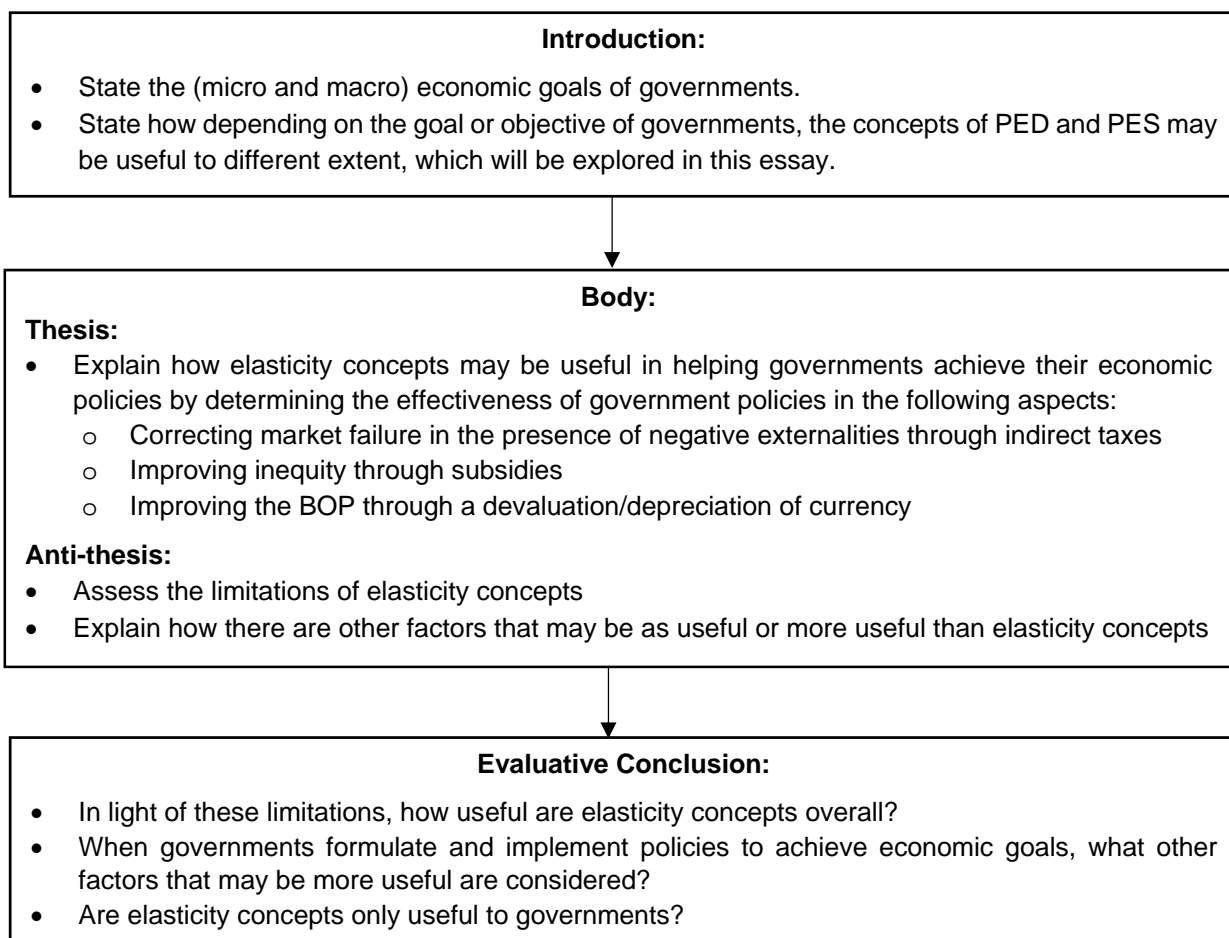 Introduction:
• State the (micro and macro) economic goals of governments.
• State how depending on the goal or objective of governments, the concepts of PED and PES may
be useful to different extent, which will be explored in this essay.
Body:
Thesis:
• Explain how elasticity concepts may be useful in helping governments achieve their economic
policies by determining the effectiveness of government policies in the following aspects:
o Correcting market failure in the presence of negative externalities through indirect taxes
o Improving inequity through subsidies
o Improving the BOP through a devaluation/depreciation of currency
Anti-thesis:
• Assess the limitations of elasticity concepts
• Explain how there are other factors that may be as useful or more useful than elasticity concepts
Evaluative Conclusion:
• In light of these limitations, how useful are elasticity concepts overall?
• When governments formulate and implement policies to achieve economic goals, what other
factors that may be more useful are considered?
• Are elasticity concepts only useful to governments?